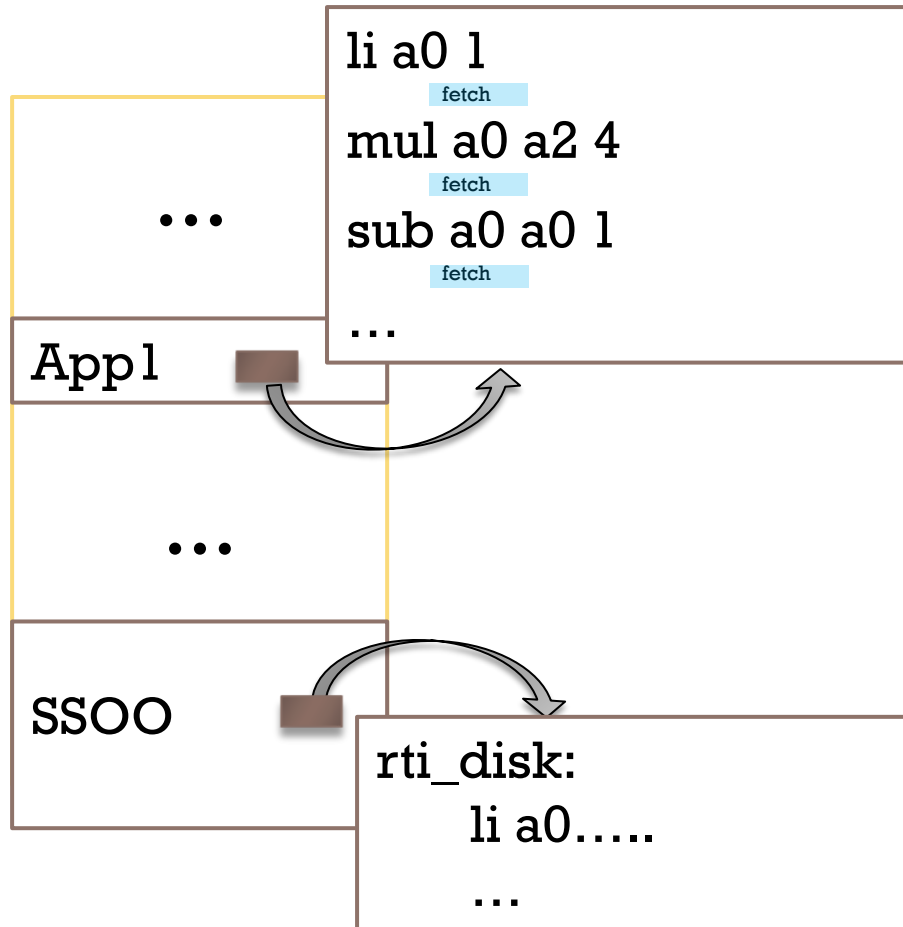 li a0 1
fetch
mul a0 a2 4
fetch
sub a0 a0 1
fetch
…
…
App1
…
SSOO
rti_disk:
li a0…..
…